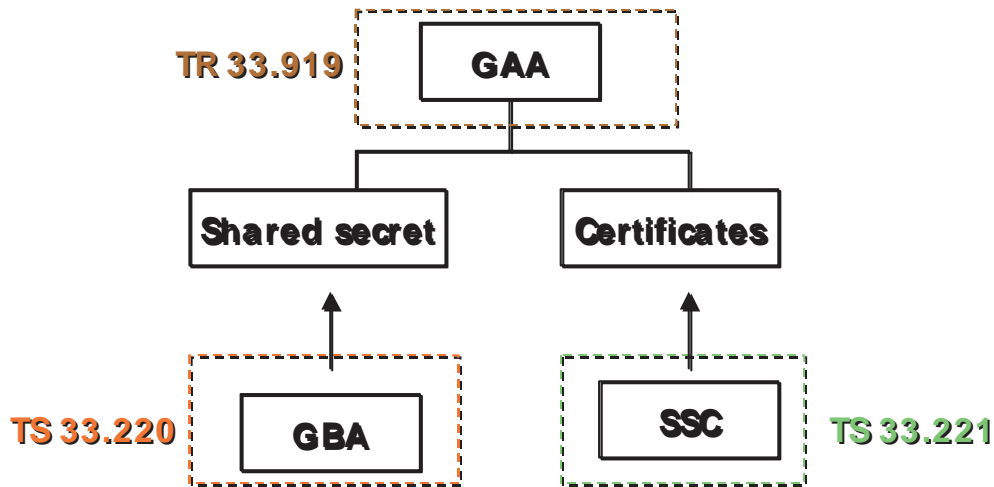 TR 33.919
GAA
Shared secret
Certificates
TS 33.220
GBA
SSC
TS 33.221